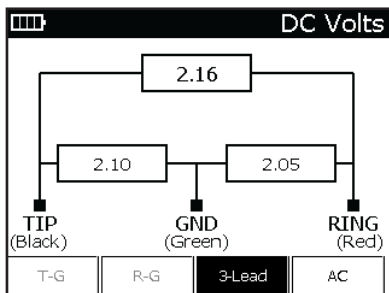 DC Volts
2.16
2.10 2.05
TIP GND RING
(Black) (Green) (Red)
T-G R-G 3-Lead AC